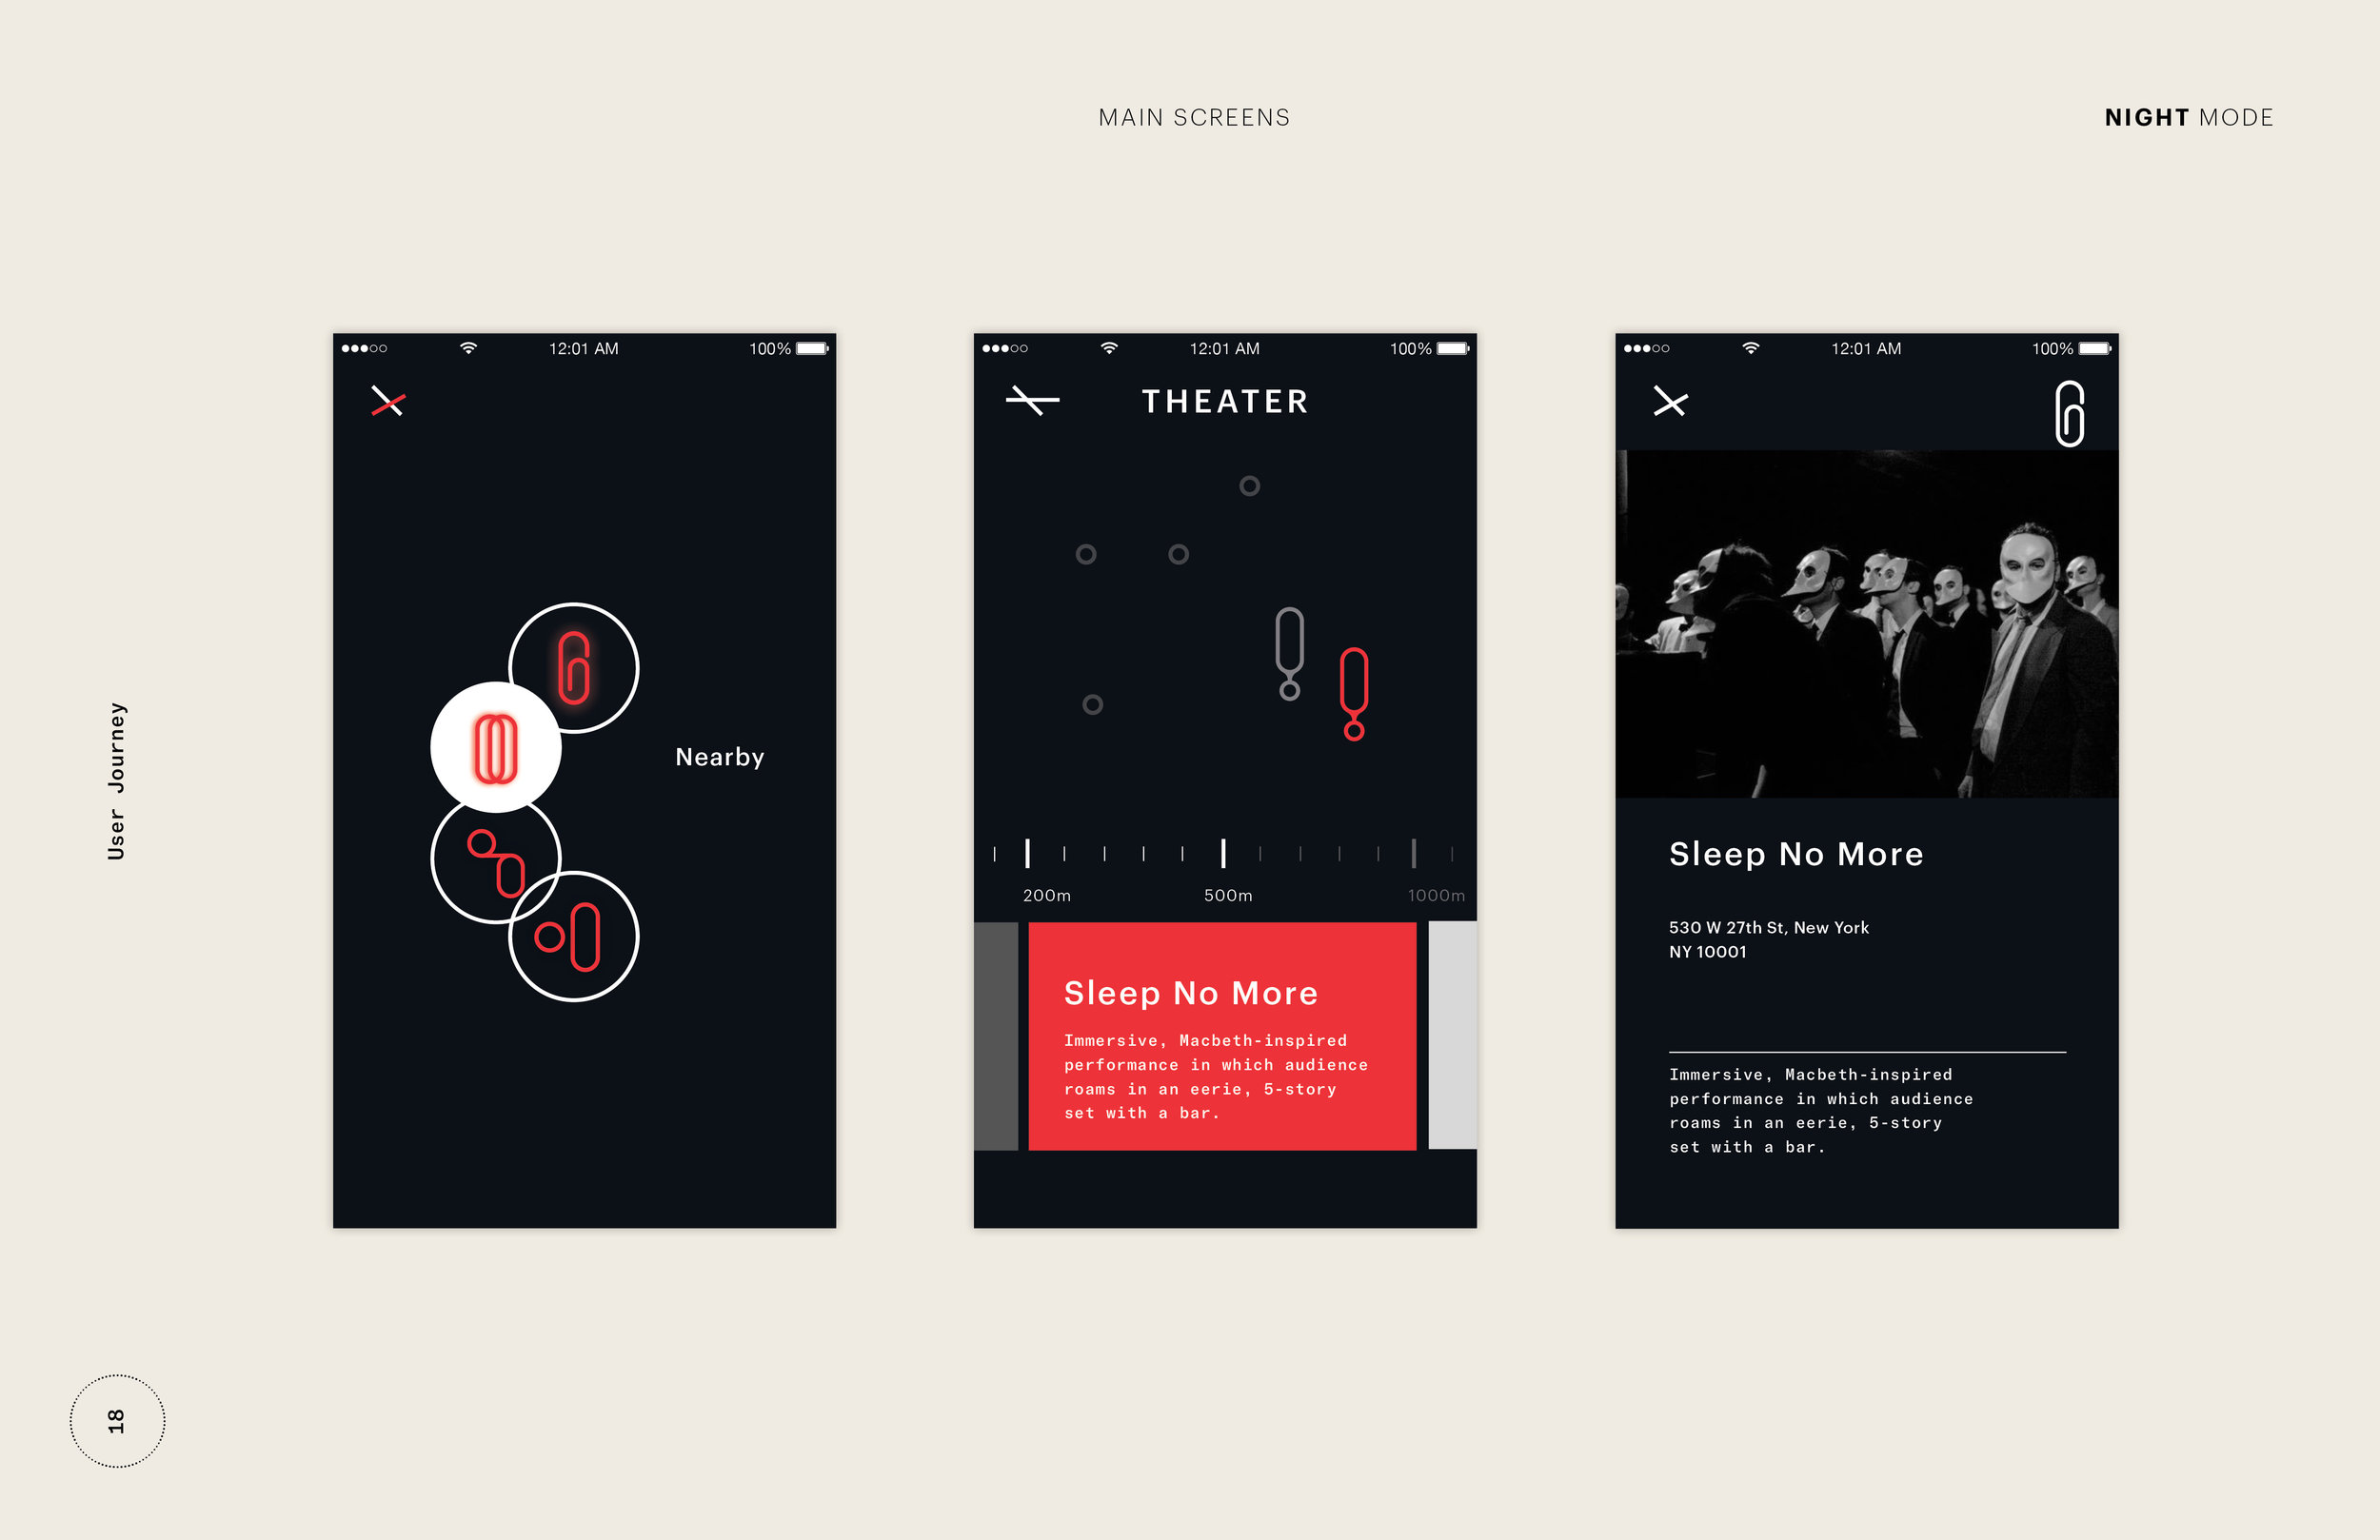 MAIN SCREENS
NIGHT MODE
User Journey
12:01 AM
100%
Nearby
12:01 AM
100%
THEATER
200m
500m
1000m
Sleep No More
Immersive, Macbeth-inspired
performance in which audience
roams in an eerie, 5-story
set with a bar.
12:01 AM
100%
Sleep No More
530 W 27th St, New York
NY 10001
Immersive, Macbeth-inspired
performance in which audience
roams in an eerie, 5-story
set with a bar.
18